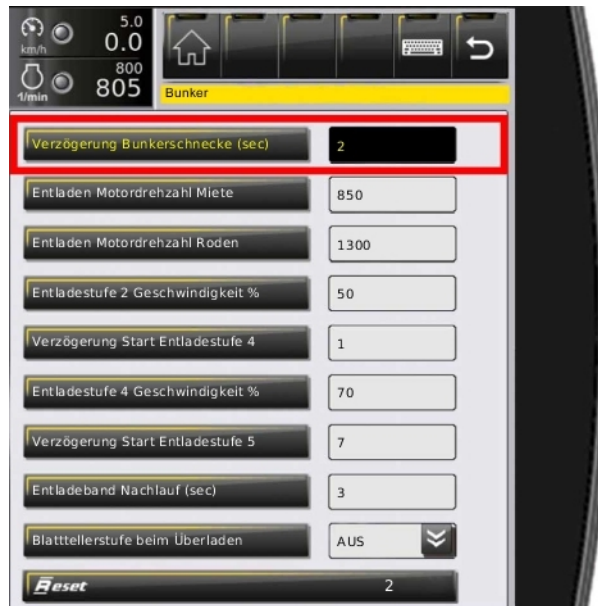 5.0
km/h 0.0
800
1/min 805
Bunker
Verzögerung Bunkerschnecke (sec) 2
Entladen Motordrehzahl Miete 850
Entladen Motordrehzahl Roden 1300
Entladestufe 2 Geschwindigkeit % 50
Verzögerung Start Entladestufe 4 1
Entladestufe 4 Geschwindigkeit % 70
Verzögerung Start Entladestufe 5 7
Entladeband Nachlauf (sec) 3
Blatttellerstufe beim Überladen AUS
Reset 2